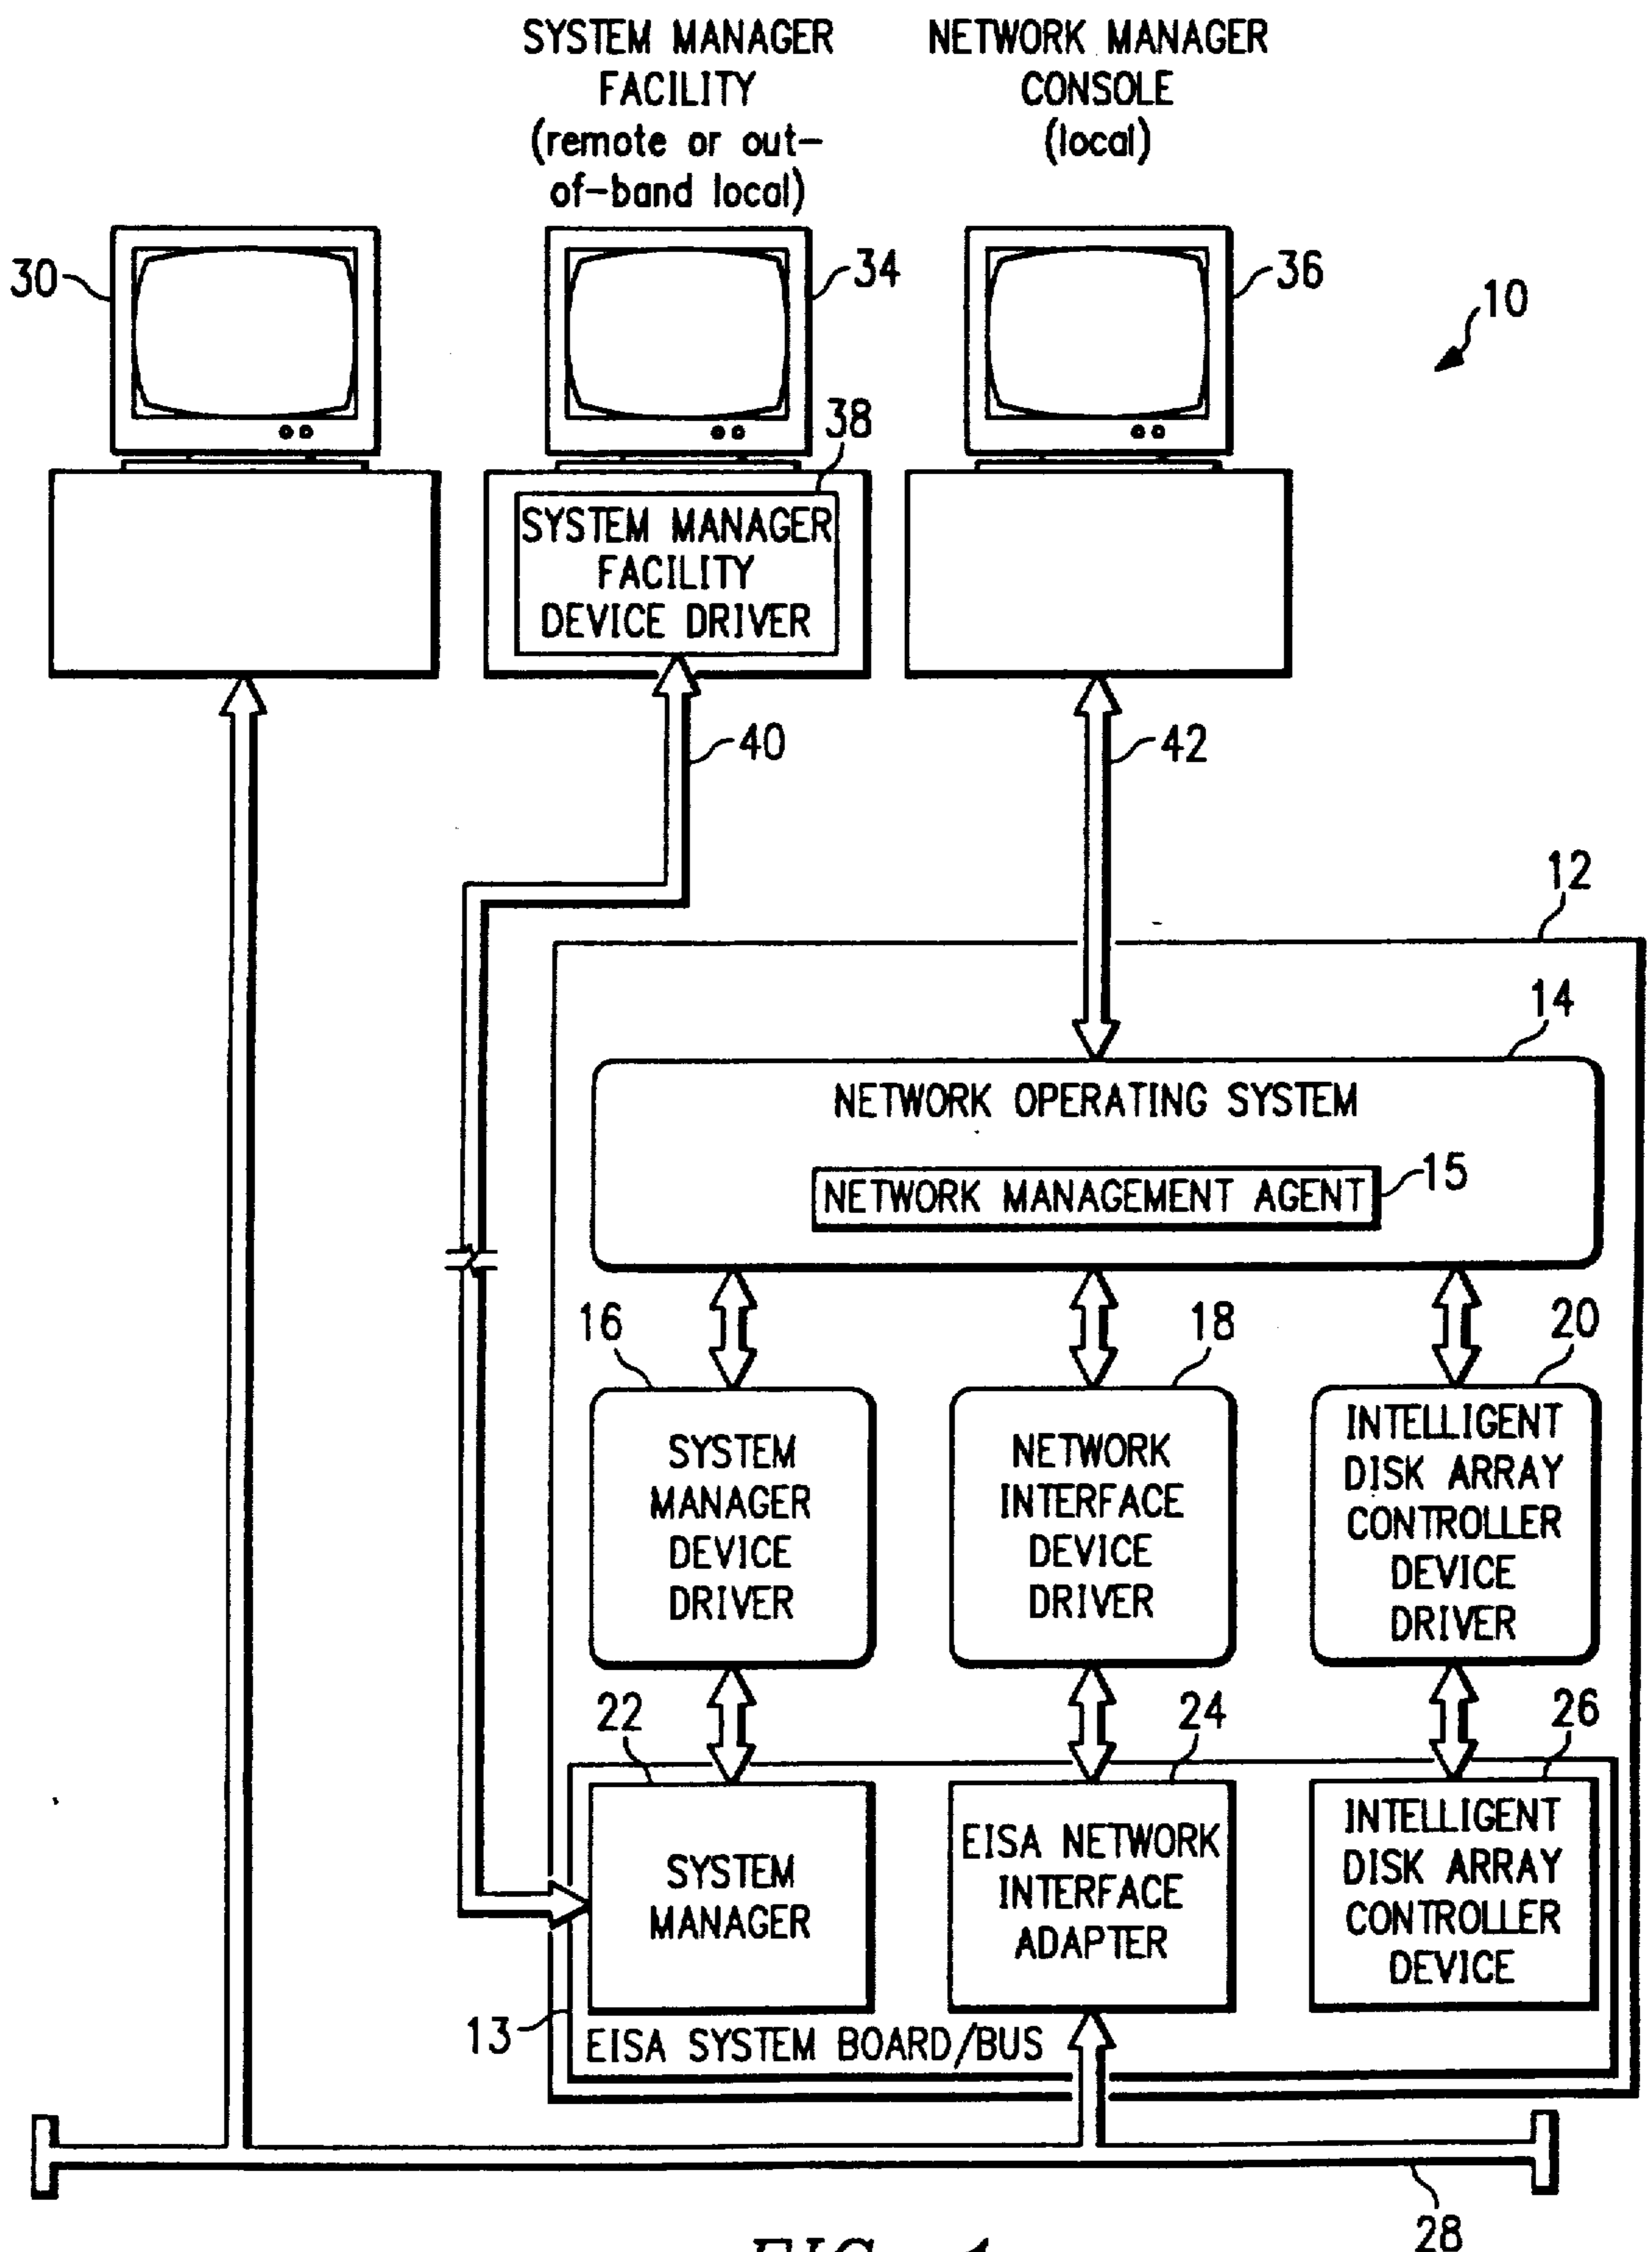 SYSTEM MANAGER
FACILITY
(remote or out-
of-band local)
NETWORK MANAGER
CONSOLE
(local)
30
34
36
10
38
SYSTEM MANAGER
FACILITY
DEVICE DRIVER
40
42
12
14
NETWORK OPERATING SYSTEM
NETWORK MANAGEMENT AGENT
15
16
18
20
SYSTEM
MANAGER
DEVICE
DRIVER
NETWORK
INTERFACE
DEVICE
DRIVER
INTELLIGENT
DISK ARRAY
CONTROLLER
DEVICE
DRIVER
22
24
26
SYSTEM
MANAGER
EISA NETWORK
INTERFACE
ADAPTER
INTELLIGENT
DISK ARRAY
CONTROLLER
DEVICE
13
EISA SYSTEM BOARD/BUS
28